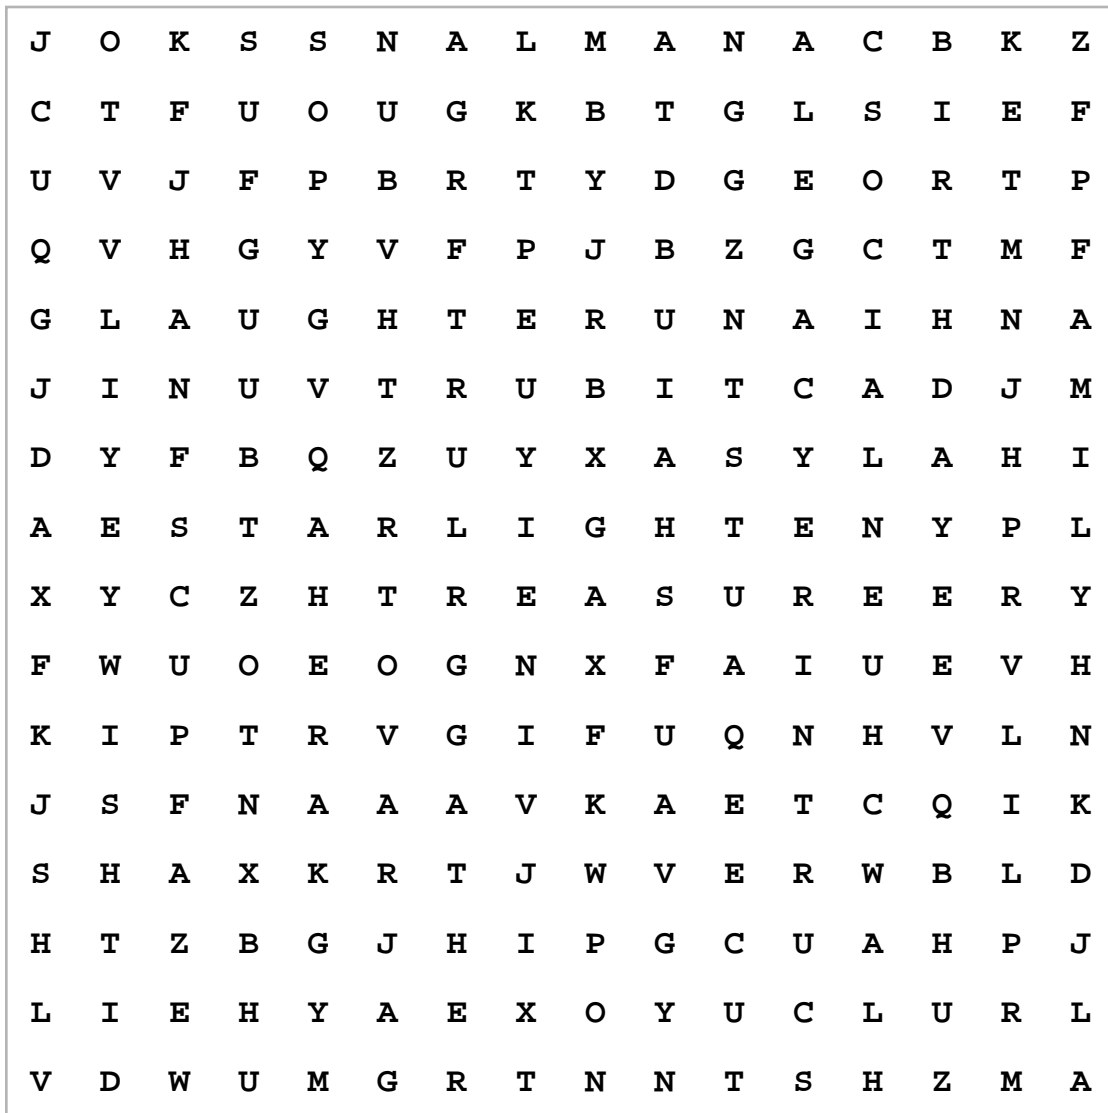 J O K S S N A L M A N A C B K Z
C T F U O U G K B T G L S I E F
U V J F P B R T Y D G E O R T P
Q V H G Y V F P J B Z G C T M F
G L A U G H T E R U N A I H N A
J I N U V T R U B I T C A D J M
D Y F B Q Z U Y X A S Y L A H I
A E S T A R L I G H T E N Y P L
X Y C Z H T R E A S U R E E R Y
F W U O E O G N X F A I U E V H
K I P T R V G I F U Q N H V L N
J S F N A A A V K A E T C Q I K
S H A X K R T J W V E R W B L D
H T Z B G J H I P G C U A H P J
L I E H Y A E X O Y U C L U R L
V D W U M G R T N N T S H Z M A